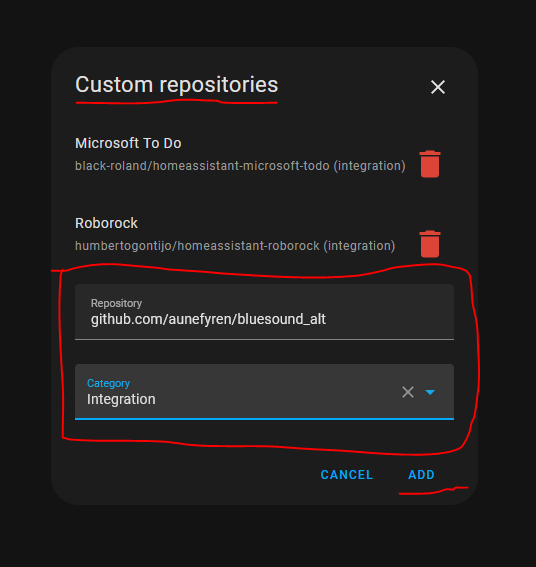 Custom repositories
Microsoft To Do
black-roland/homeassistant-microsoft-todo (integration)
Roborock
humbertogontijo/homeassistant-roborock (integration)
Repository
github.com/aunefyren/bluesound_alt
Category
Integration
CANCEL ADD